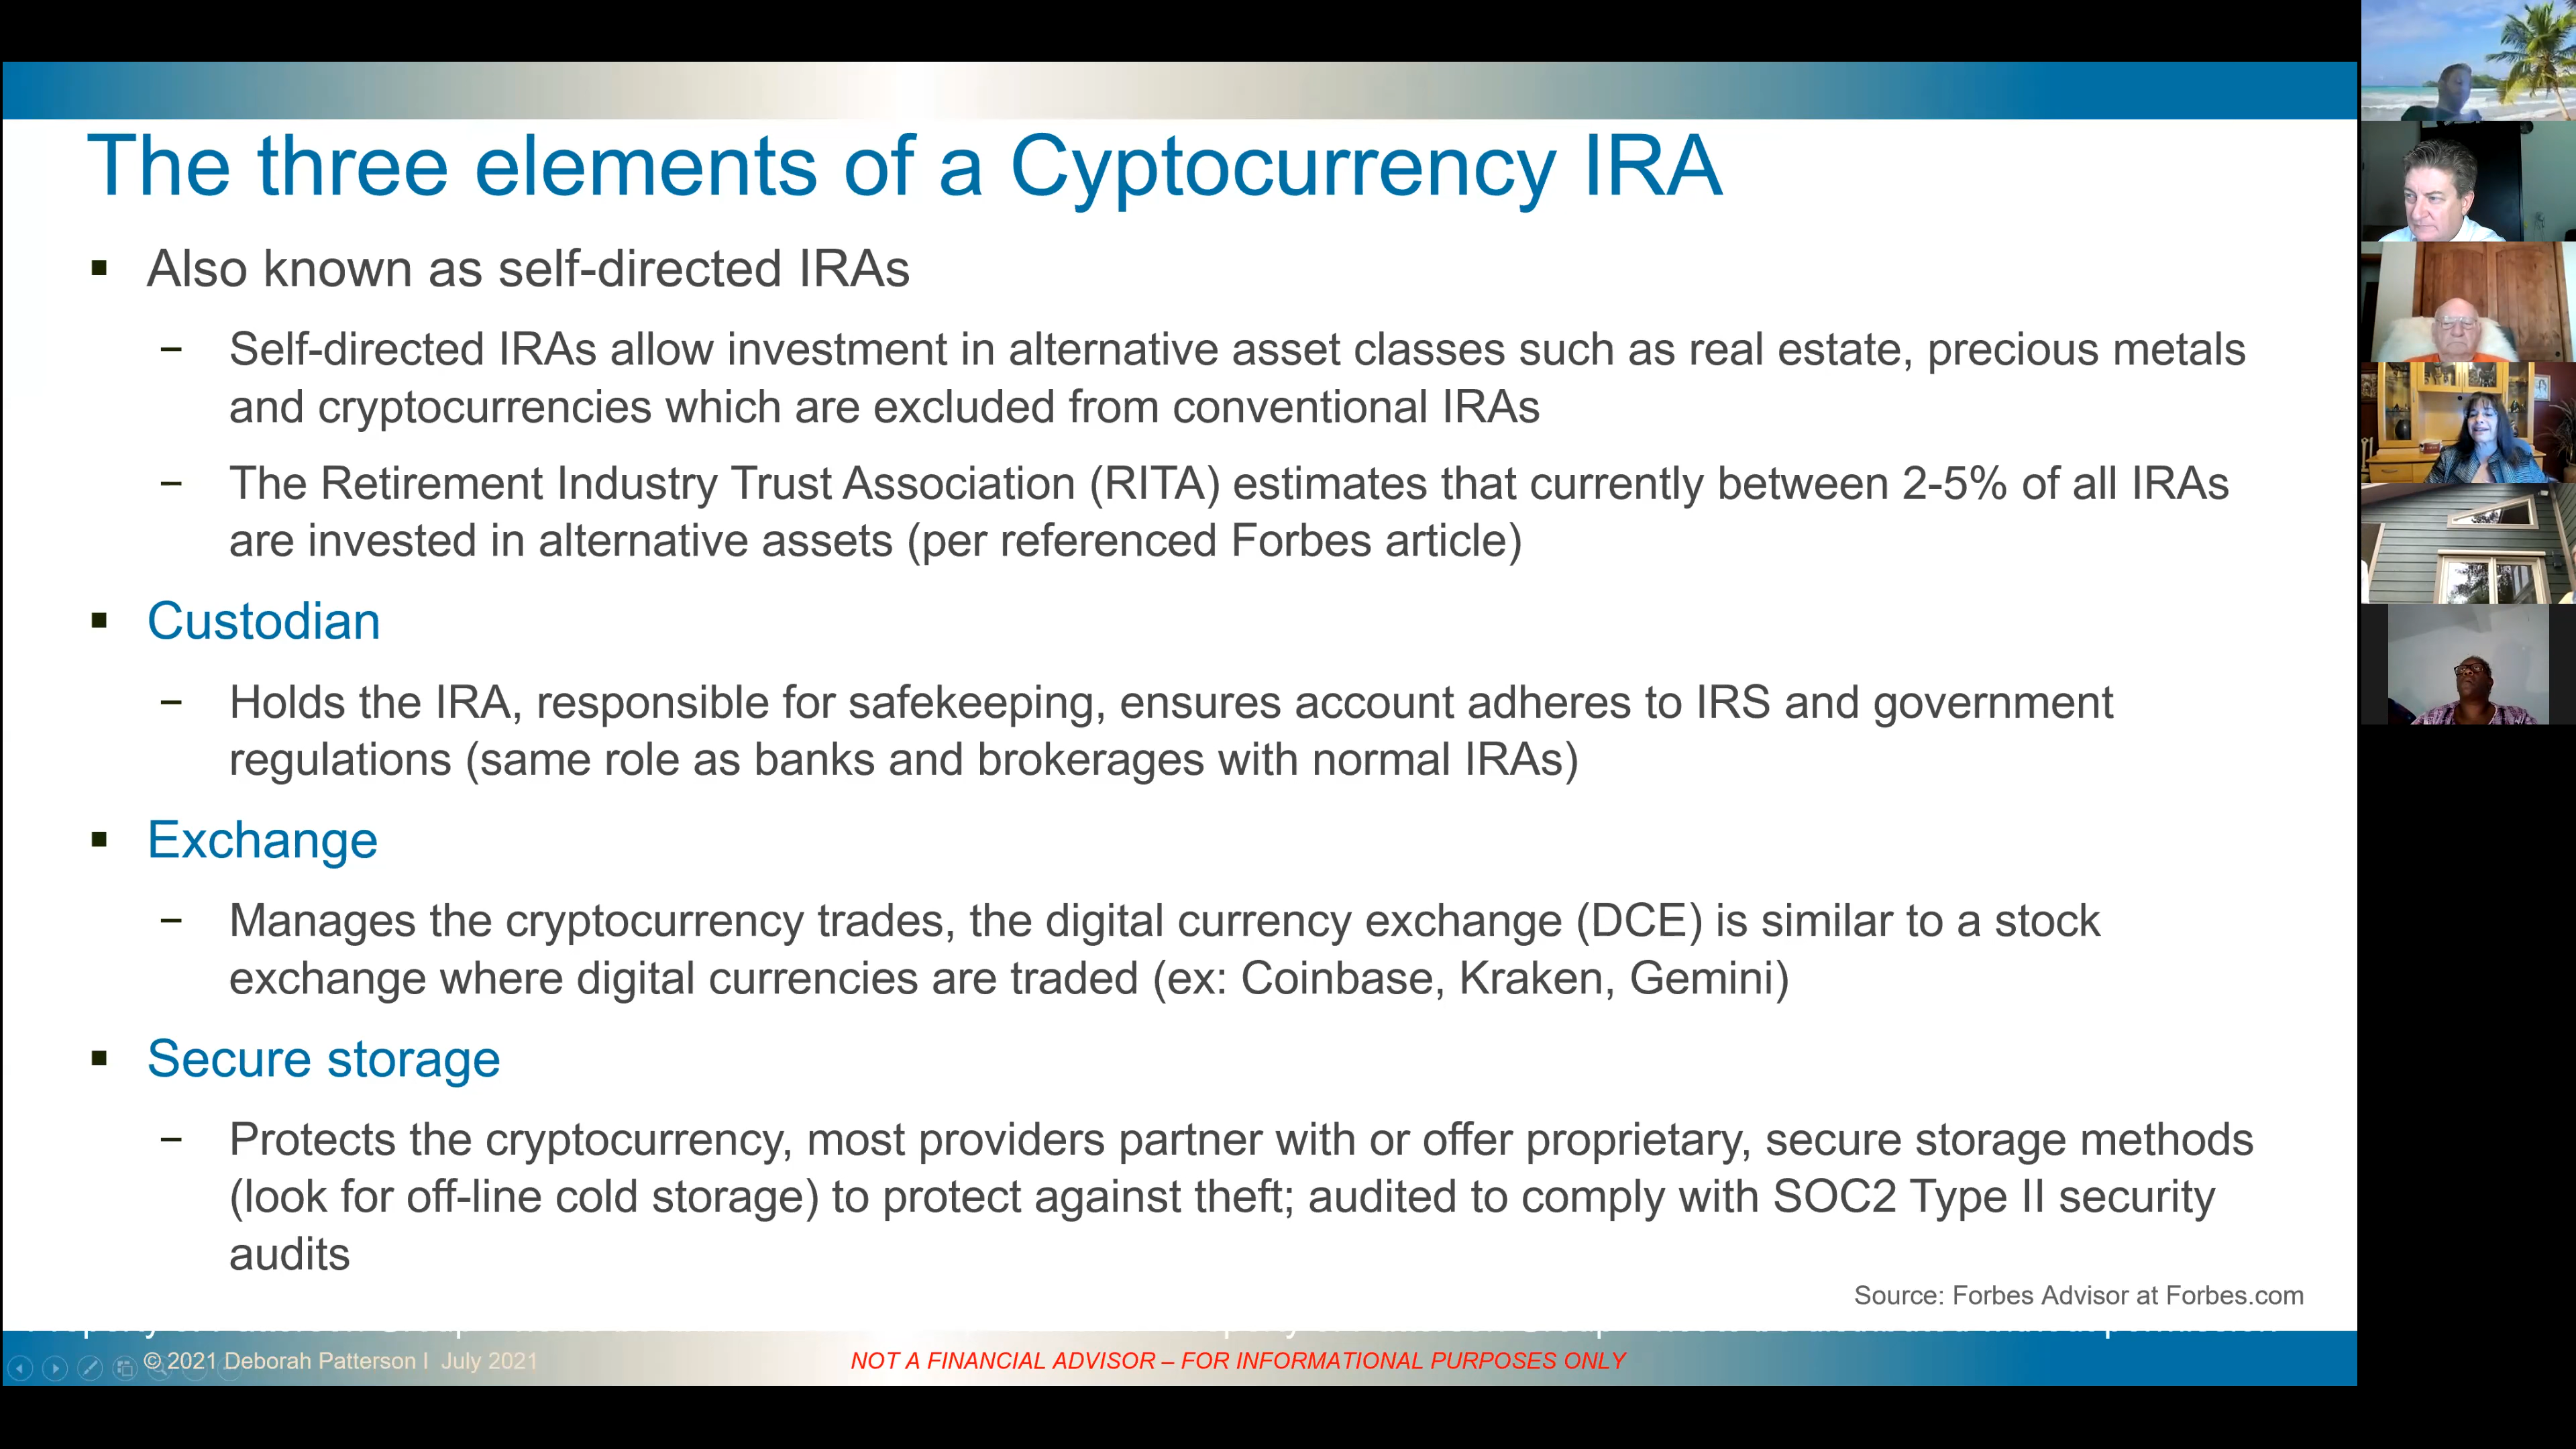 The three elements of a Cyptocurrency IRA
▪ Also known as self-directed IRAs
– Self-directed IRAs allow investment in alternative asset classes such as real estate, precious metals
and cryptocurrencies which are excluded from conventional IRAs
– The Retirement Industry Trust Association (RITA) estimates that currently between 2-5% of all IRAs
are invested in alternative assets (per referenced Forbes article)
▪ Custodian
– Holds the IRA, responsible for safekeeping, ensures account adheres to IRS and government
regulations (same role as banks and brokerages with normal IRAs)
▪ Exchange
– Manages the cryptocurrency trades, the digital currency exchange (DCE) is similar to a stock
exchange where digital currencies are traded (ex: Coinbase, Kraken, Gemini)
▪ Secure storage
– Protects the cryptocurrency, most providers partner with or offer proprietary, secure storage methods
(look for off-line cold storage) to protect against theft; audited to comply with SOC2 Type II security
audits
Source: Forbes Advisor at Forbes.com
© 2021 Deborah Patterson I July 2021
NOT A FINANCIAL ADVISOR – FOR INFORMATIONAL PURPOSES ONLY